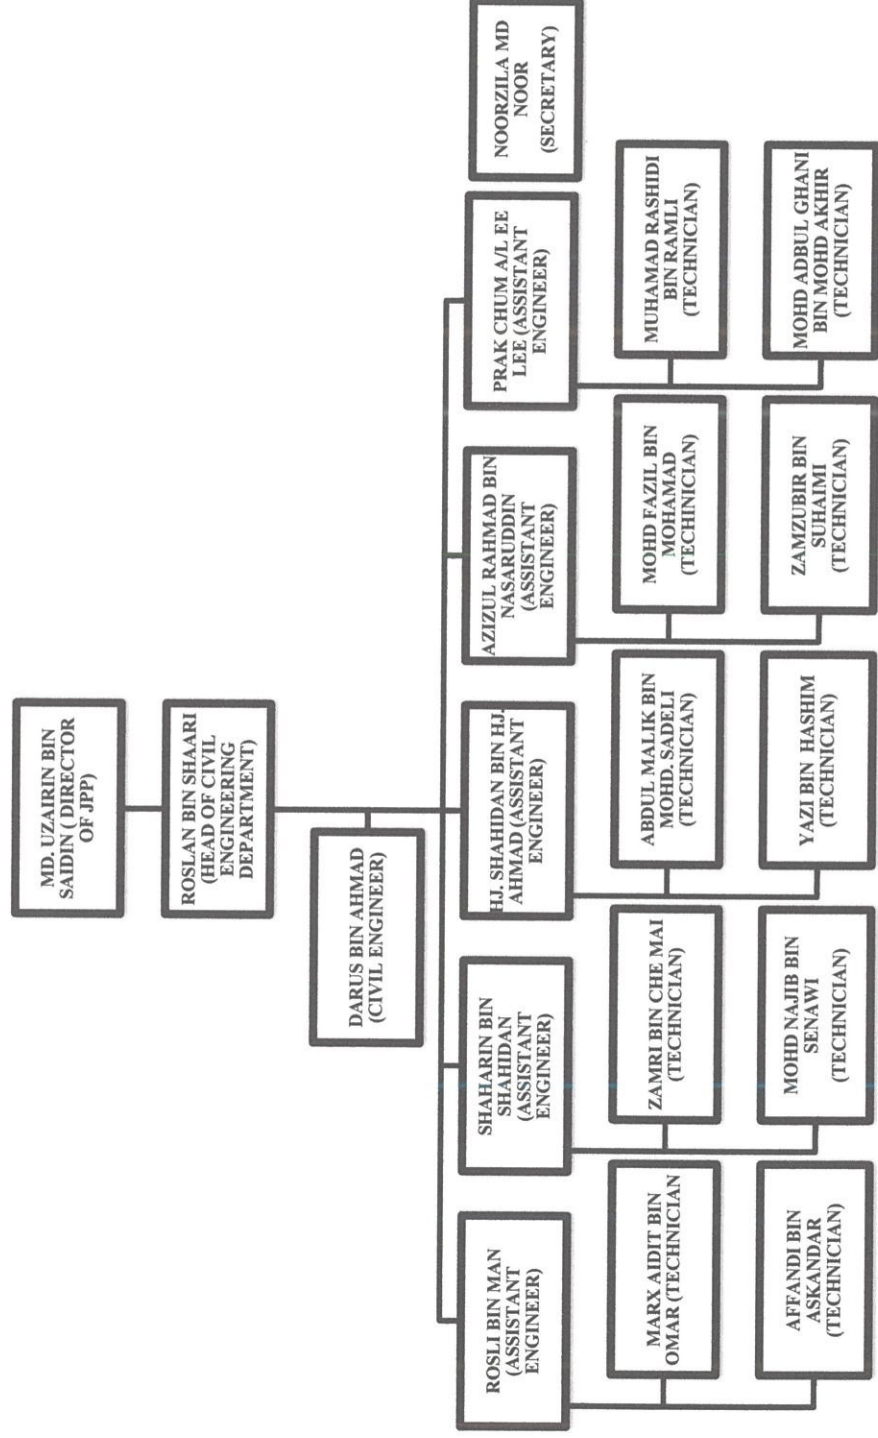 MD. UZAIRIN BIN
SAIDIN ( DIRECTOR
OF JPP)
ROSLAN BIN SHAARI
(HEAD OF CIVIL
ENGINEERING
DEPARTMENT)
DARUS BIN AHMAD
(CIVIL ENGINEER)
ROSLI BIN MAN
(ASSISTANT
ENGINEER)
SHAHARIN BIN
SHAHIDAN
(ASSISTANT
ENGINEER)
HJ. SHAHIDAN BIN HJ.
AHMAD (ASSISTANT
ENGINEER)
AZIZUL RAHMAD BIN
NASARUDDIN
(ASSISTANT
ENGINEER)
PRAK CHUM A/L EE
LEE (ASSISTANT
ENGINEER)
NOORZILA MD
NOOR
(SECRETARY)
MARX AIDIT BIN
OMAR (TECHNICIAN
ZAMRI BIN CHE MAI
(TECHNICIAN)
ABDUL MALIK BIN
MOHD. SADELI
(TECHNICIAN)
MOHD FAZIL BIN
MOHAMAD
(TECHINICIAN)
MUHAMAD RASHIDI
BIN RAMLI
(TECHNICIAN)
AFFANDI BIN
ASKANDAR
(TECHNICIAN)
MOHD NAJIB BIN
SENAWI
(TECHNICIAN)
YAZI BIN HASHIM
(TECHNICIAN)
ZAMZUBIR BIN
SUHAIMI
(TECHNICIAN)
MOHD ADBUL GHANI
BIN MOHD AKHIR
(TECHNICIAN)